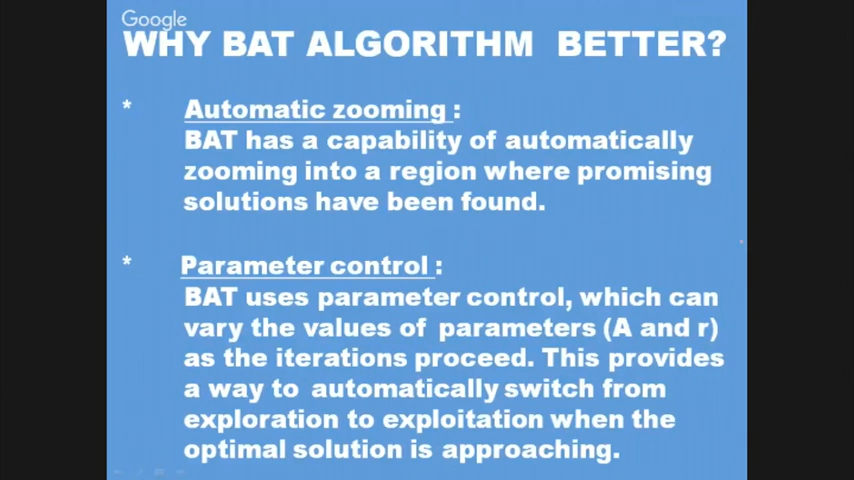 Google
WHY BAT ALGORITHM BETTER?
* Automatic zooming :
BAT has a capability of automatically
zooming into a region where promising
solutions have been found.
* Parameter control :
BAT uses parameter control, which can
vary the values of parameters (A and r)
as the iterations proceed. This provides
a way to automatically switch from
exploration to exploitation when the
optimal solution is approaching.